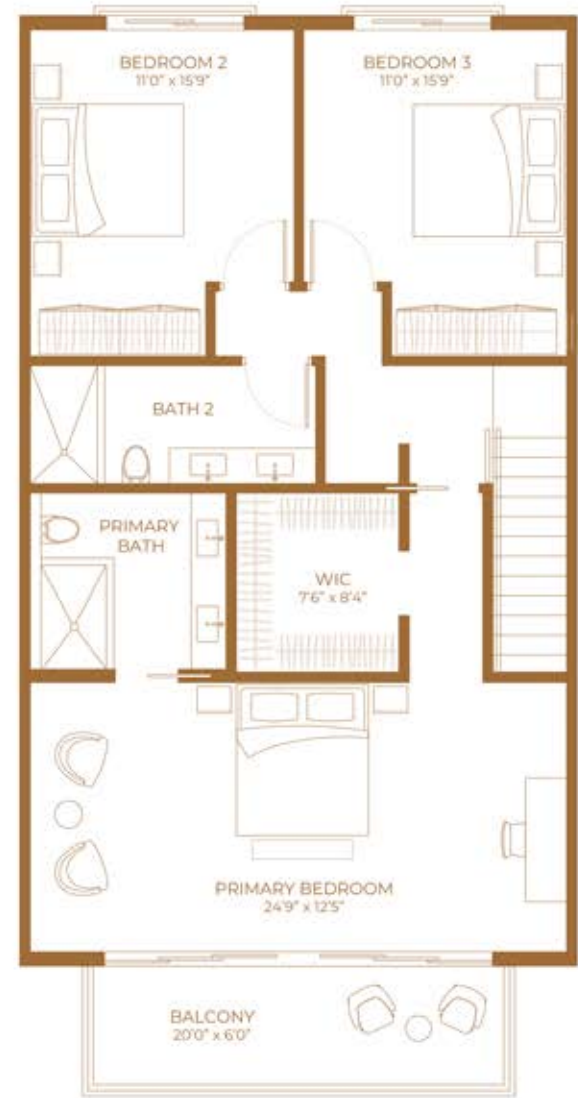 BEDROOM 2
11'0" x 15'9"
BEDROOM 3
11'0" x 15'9"
BATH 2
PRIMARY
BATH
WIC
7'6" x 8'4"
PRIMARY BEDROOM
24'9" x 12'5"
BALCONY
20'0" x 6'0"